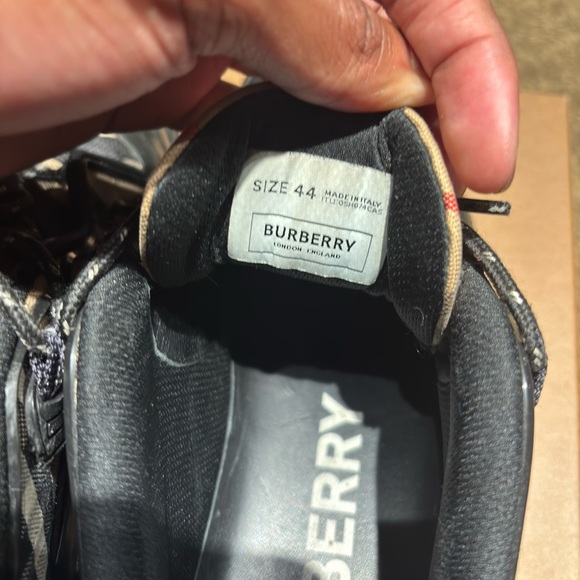 SIZE 44
MADE IN ITALY
BURBERRY
LONDON ENGLAND
BERRY